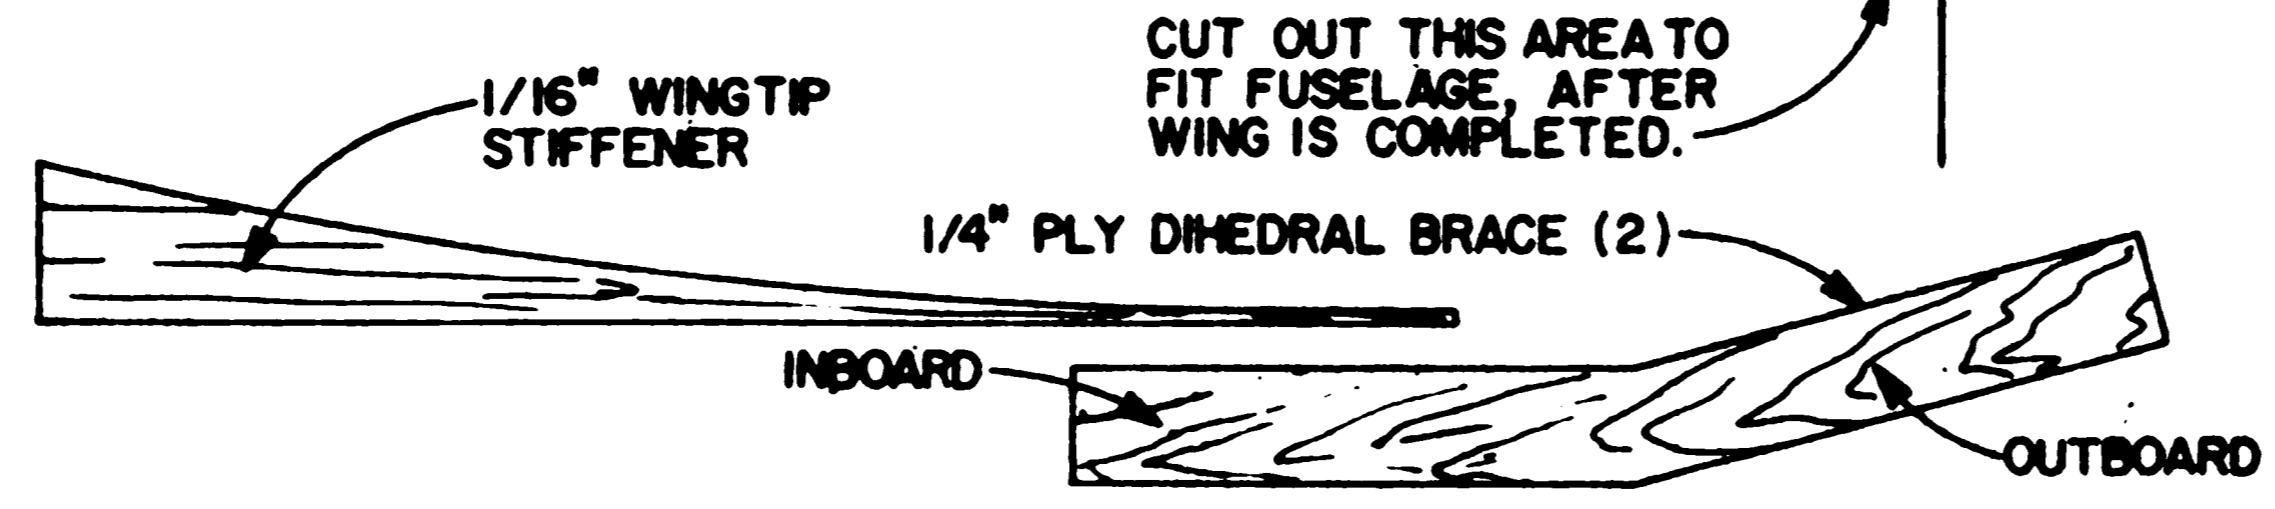 CUT OUT THIS AREA TO
FIT FUSELAGE, AFTER
WING IS COMPLETED.
1/16" WINGTIP
STIFFENER
1/4" PLY DIHEDRAL BRACE (2)
INBOARD
OUTBOARD